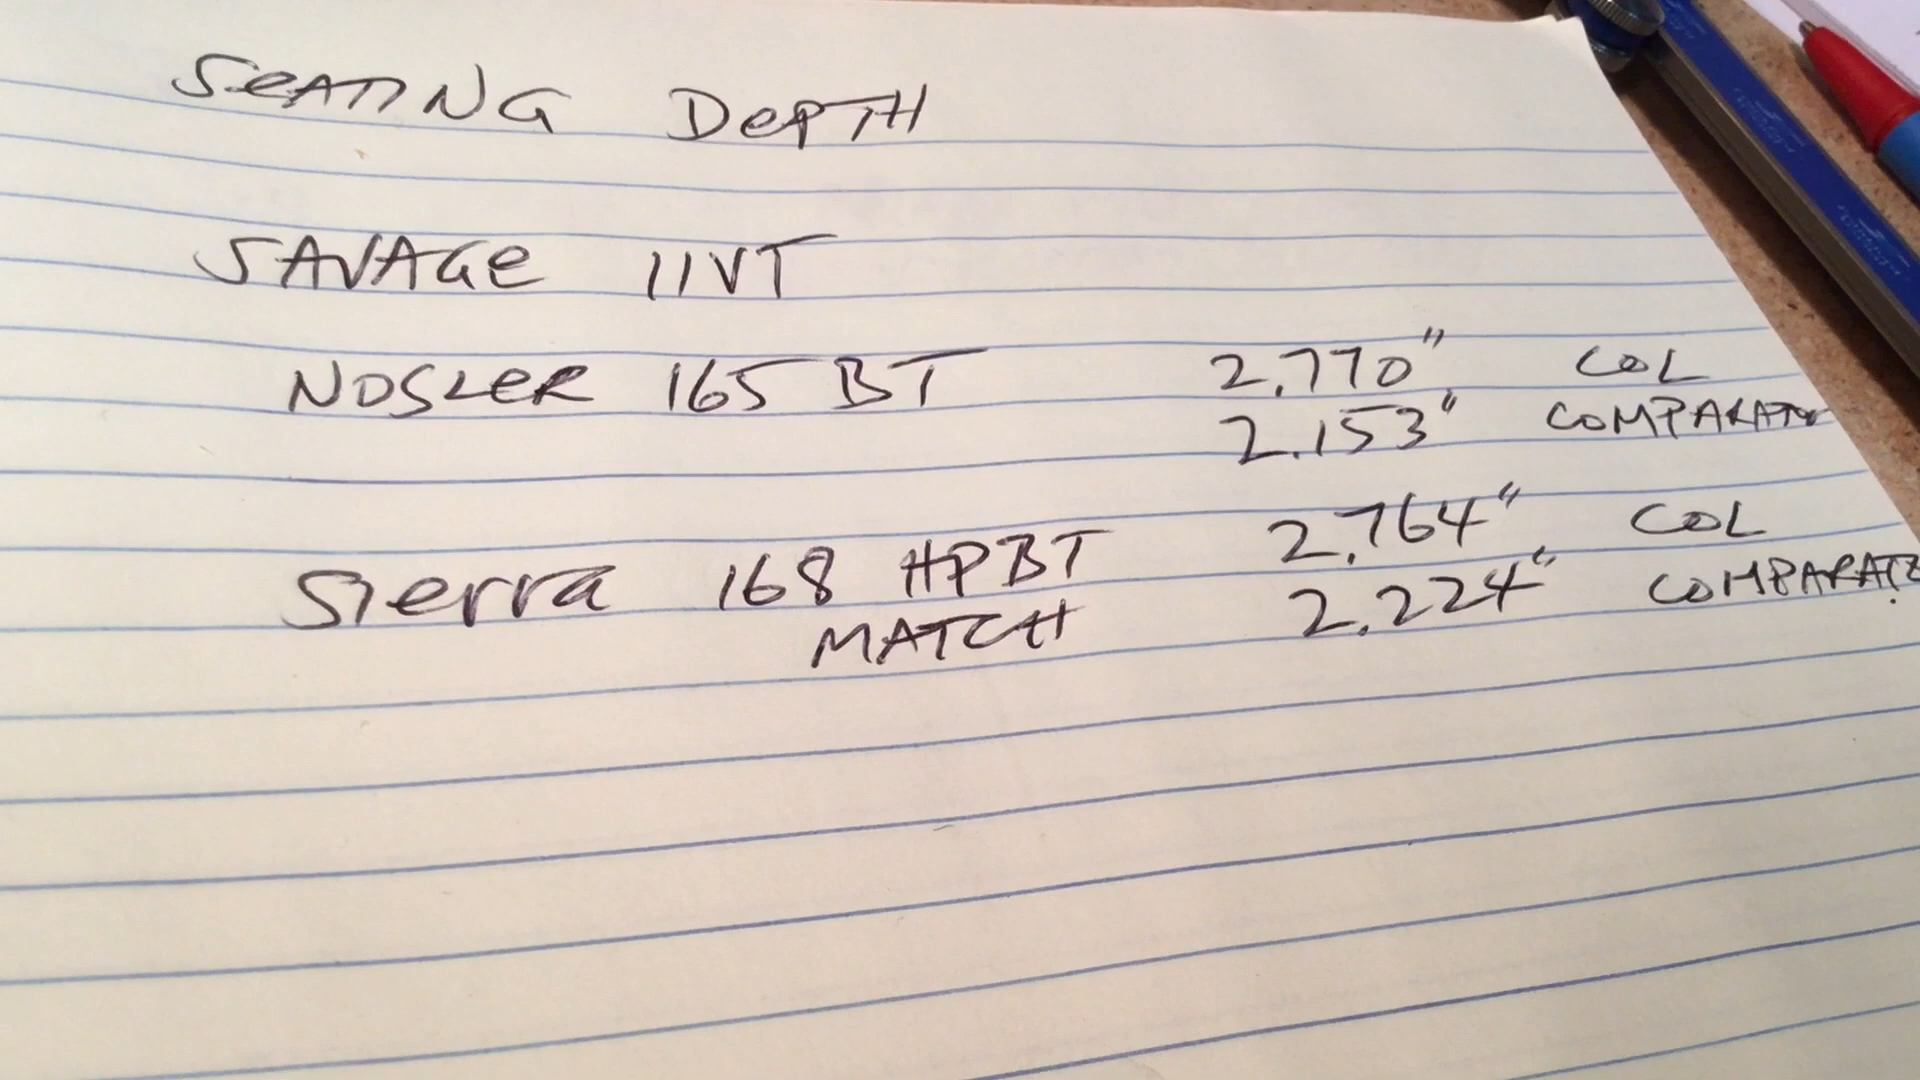 SEATING DEPTH
SAVAGE 11VT
NOSLER 165 BT 2.770" COL
2.153" COMPARATOR
Sierra 168 HPBT 2.764" COL
MATCH 2.224" COMPARATO